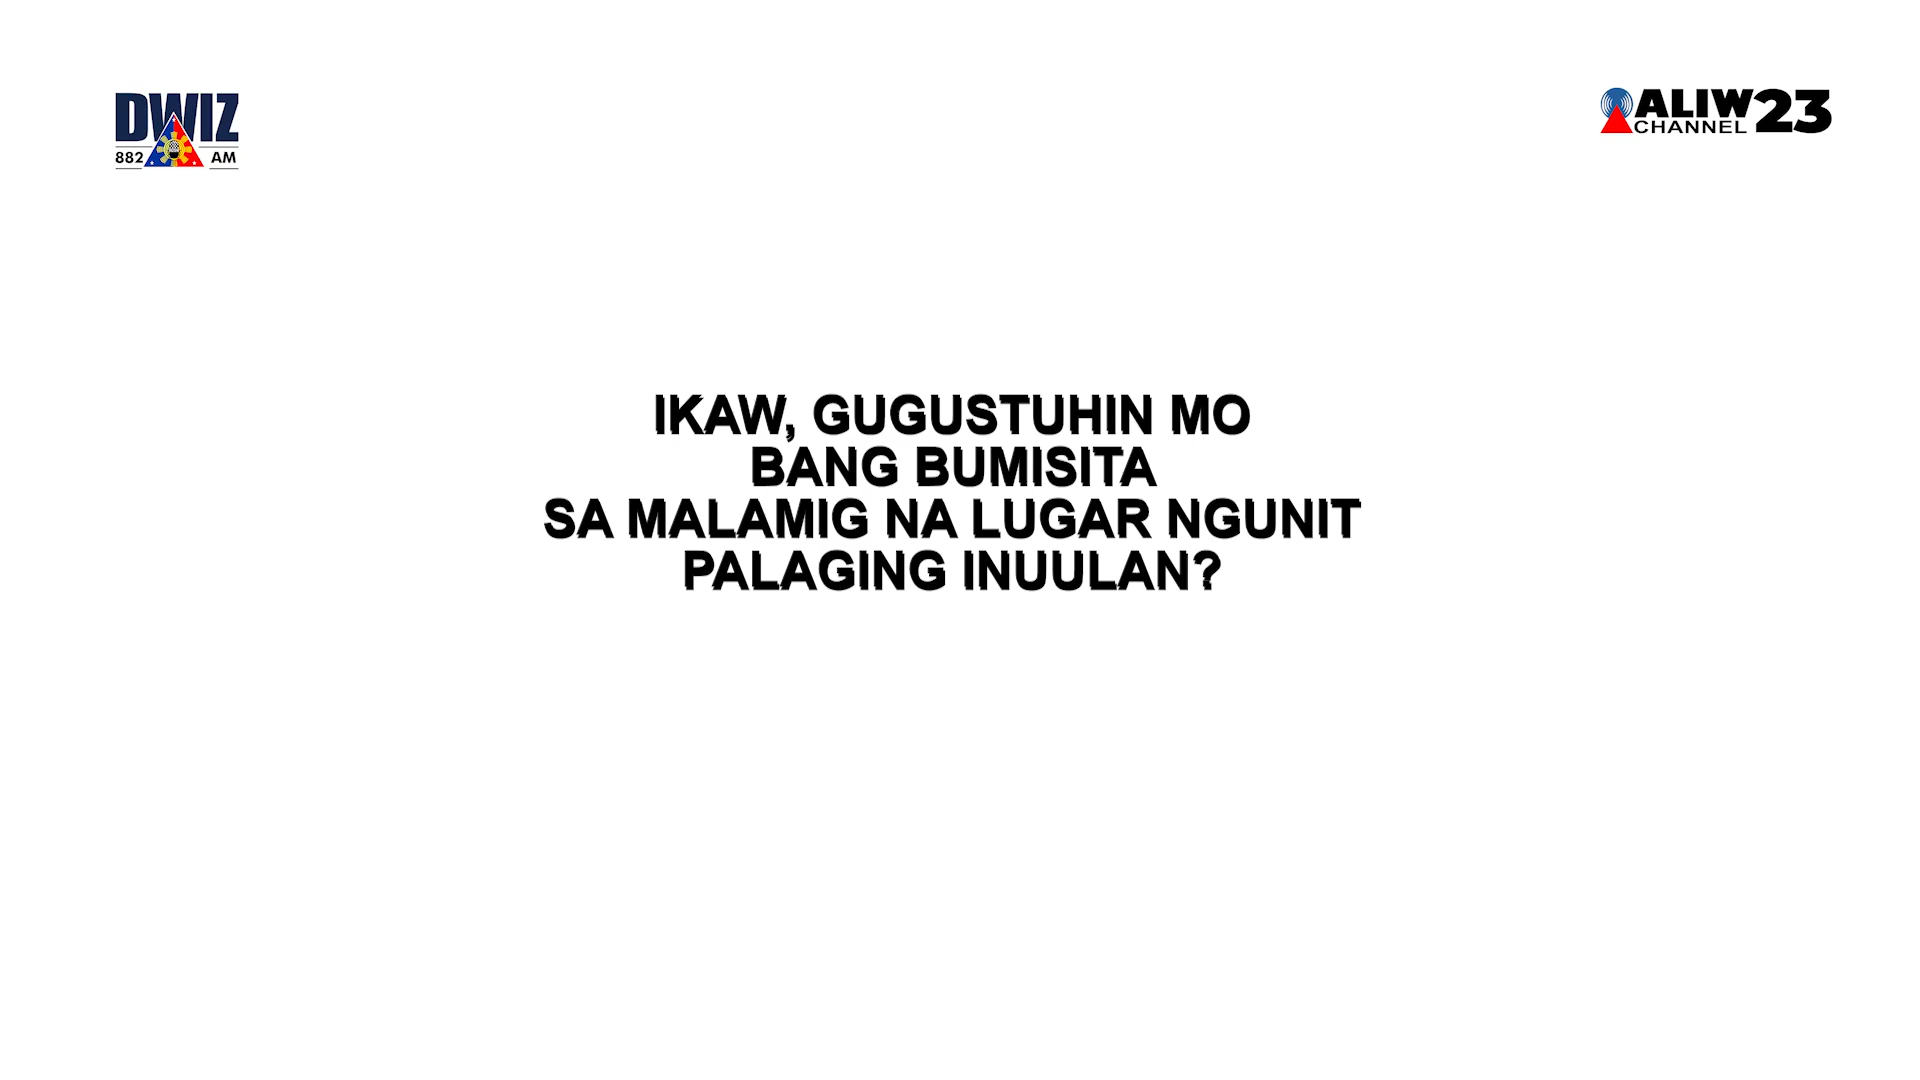 DWIZ
882 AM
ALIW 23
CHANNEL
IKAW, GUGUSTUHIN MO
BANG BUMISITA
SA MALAMIG NA LUGAR NGUNIT
PALAGING INUULAN?